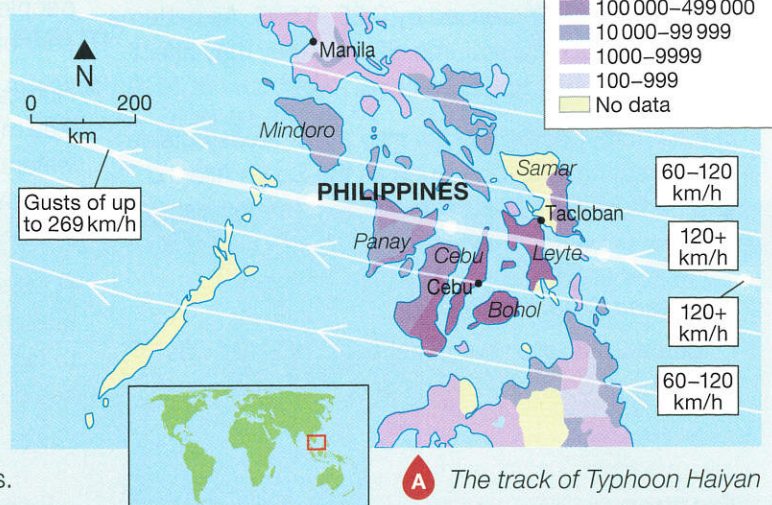 100 000–499 000
10 000–99 999
1000–9999
100–999
No data
Manila
N
0 200
km
Mindoro
Samar
60–120
km/h
PHILIPPINES
Gusts of up
to 269 km/h
Tacloban
120+
km/h
Panay
Cebu
Leyte
Cebu
Bohol
120+
km/h
60–120
km/h
s.
A The track of Typhoon Haiyan